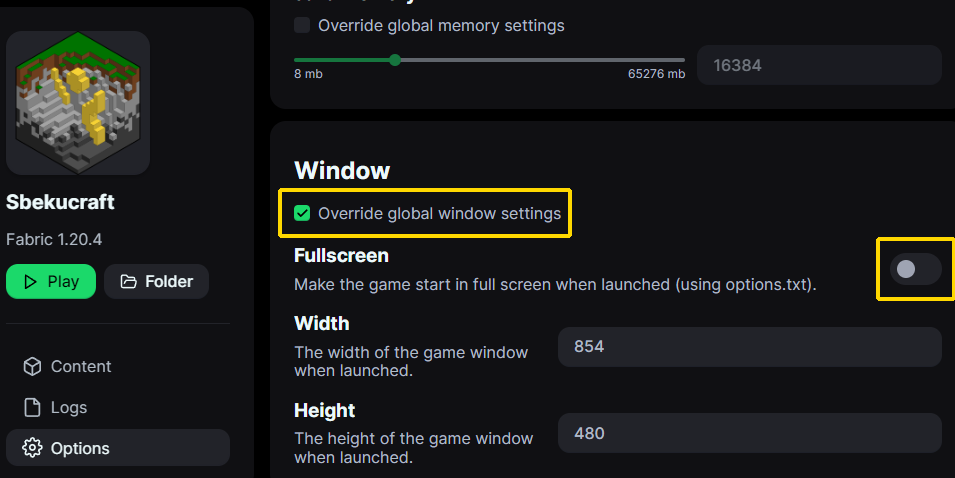 Override global memory settings
8 mb
65276 mb
16384
Sbekucraft
Fabric 1.20.4
Play
Folder
Content
Logs
Options
Window
Override global window settings
Fullscreen
Make the game start in full screen when launched (using options.txt).
Width
The width of the game window
when launched.
854
Height
The height of the game window
when launched.
480